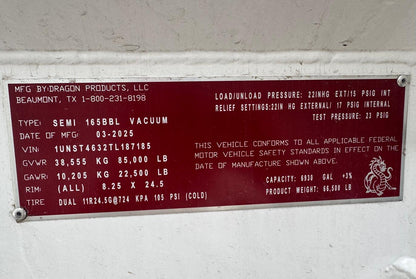 MFG BY:DRAGON PRODUCTS, LLC
BEAUMONT, TX 1-800-231-8198
LOAD/UNLOAD PRESSURE: 22INHG EXT/15 PSIG INT
RELIEF SETTINGS:22IN HG EXTERNAL/ 17 PSIG INTERNAL
TEST PRESSURE: 23 PSIG
TYPE: SEMI 165BBL VACUUM
DATE OF MFG: 03-2025
VIN: 1UNST4632TL187185
GVWR 38,555 KG 85,000 LB
GAWR: 10,205 KG 22,500 LB
RIM: (ALL) 8.25 X 24.5
TIRE DUAL 11R24.5G@724 KPA 105 PSI (COLD)
THIS VEHICLE CONFORMS TO ALL APPLICABLE FEDERAL
MOTOR VEHICLE SAFETY STANDARDS IN EFFECT ON THE
DATE OF MANUFACTURE SHOWN ABOVE.
CAPACITY: 6930 GAL +3%
PRODUCT WEIGHT: 66,500 LB